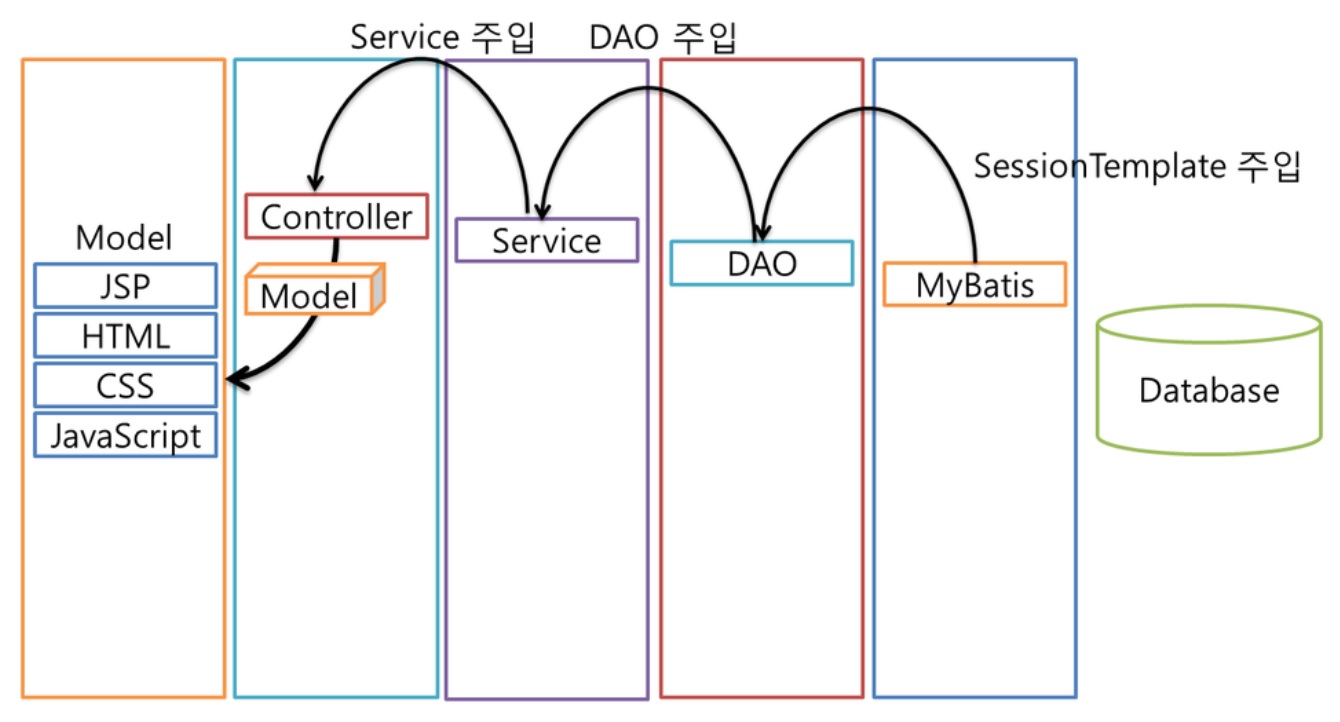 Service 주입
DAO 주입
SessionTemplate 주입
Controller
Model
Service
DAO
MyBatis
Model
JSP
HTML
CSS
JavaScript
Database